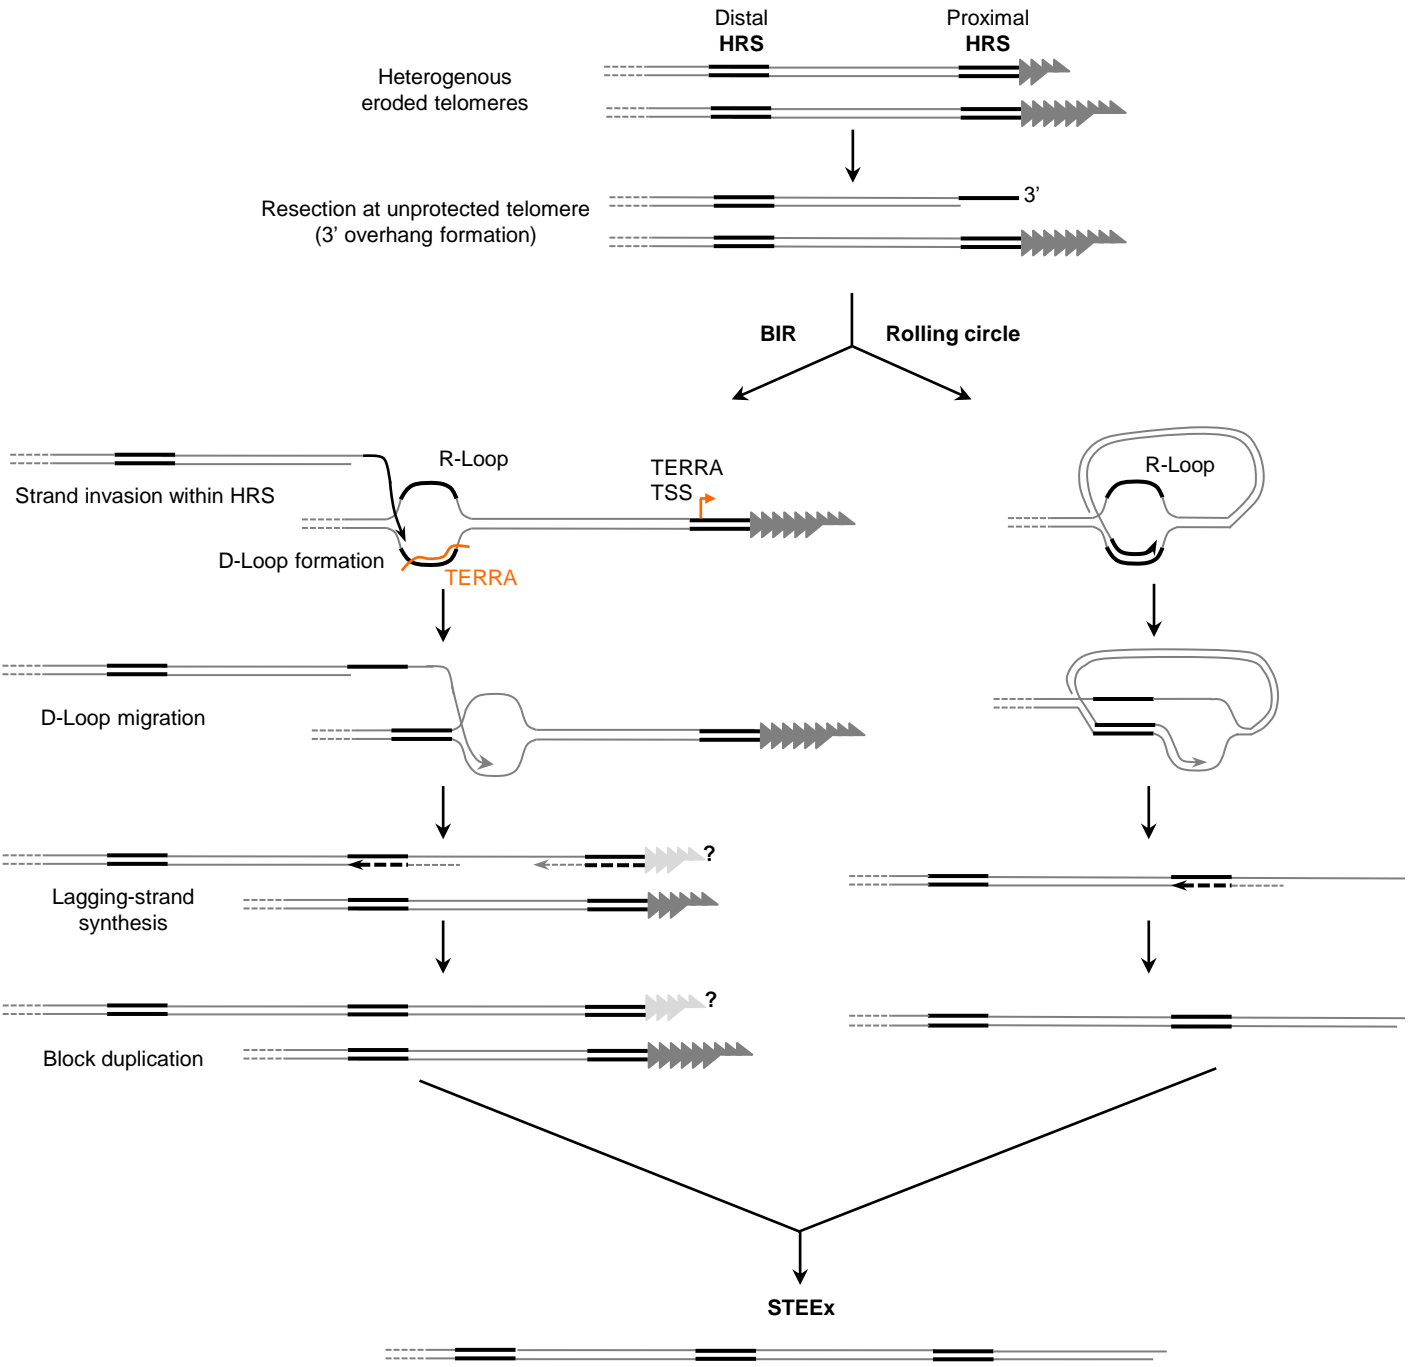 Distal
HRS
Proximal
HRS
Heterogenous
eroded telomeres
3'
Resection at unprotected telomere
(3' overhang formation)
BIR
Rolling circle
R-Loop
TERRA
TSS
R-Loop
Strand invasion within HRS
D-Loop formation
TERRA
D-Loop migration
?
Lagging-strand
synthesis
?
Block duplication
STEEx